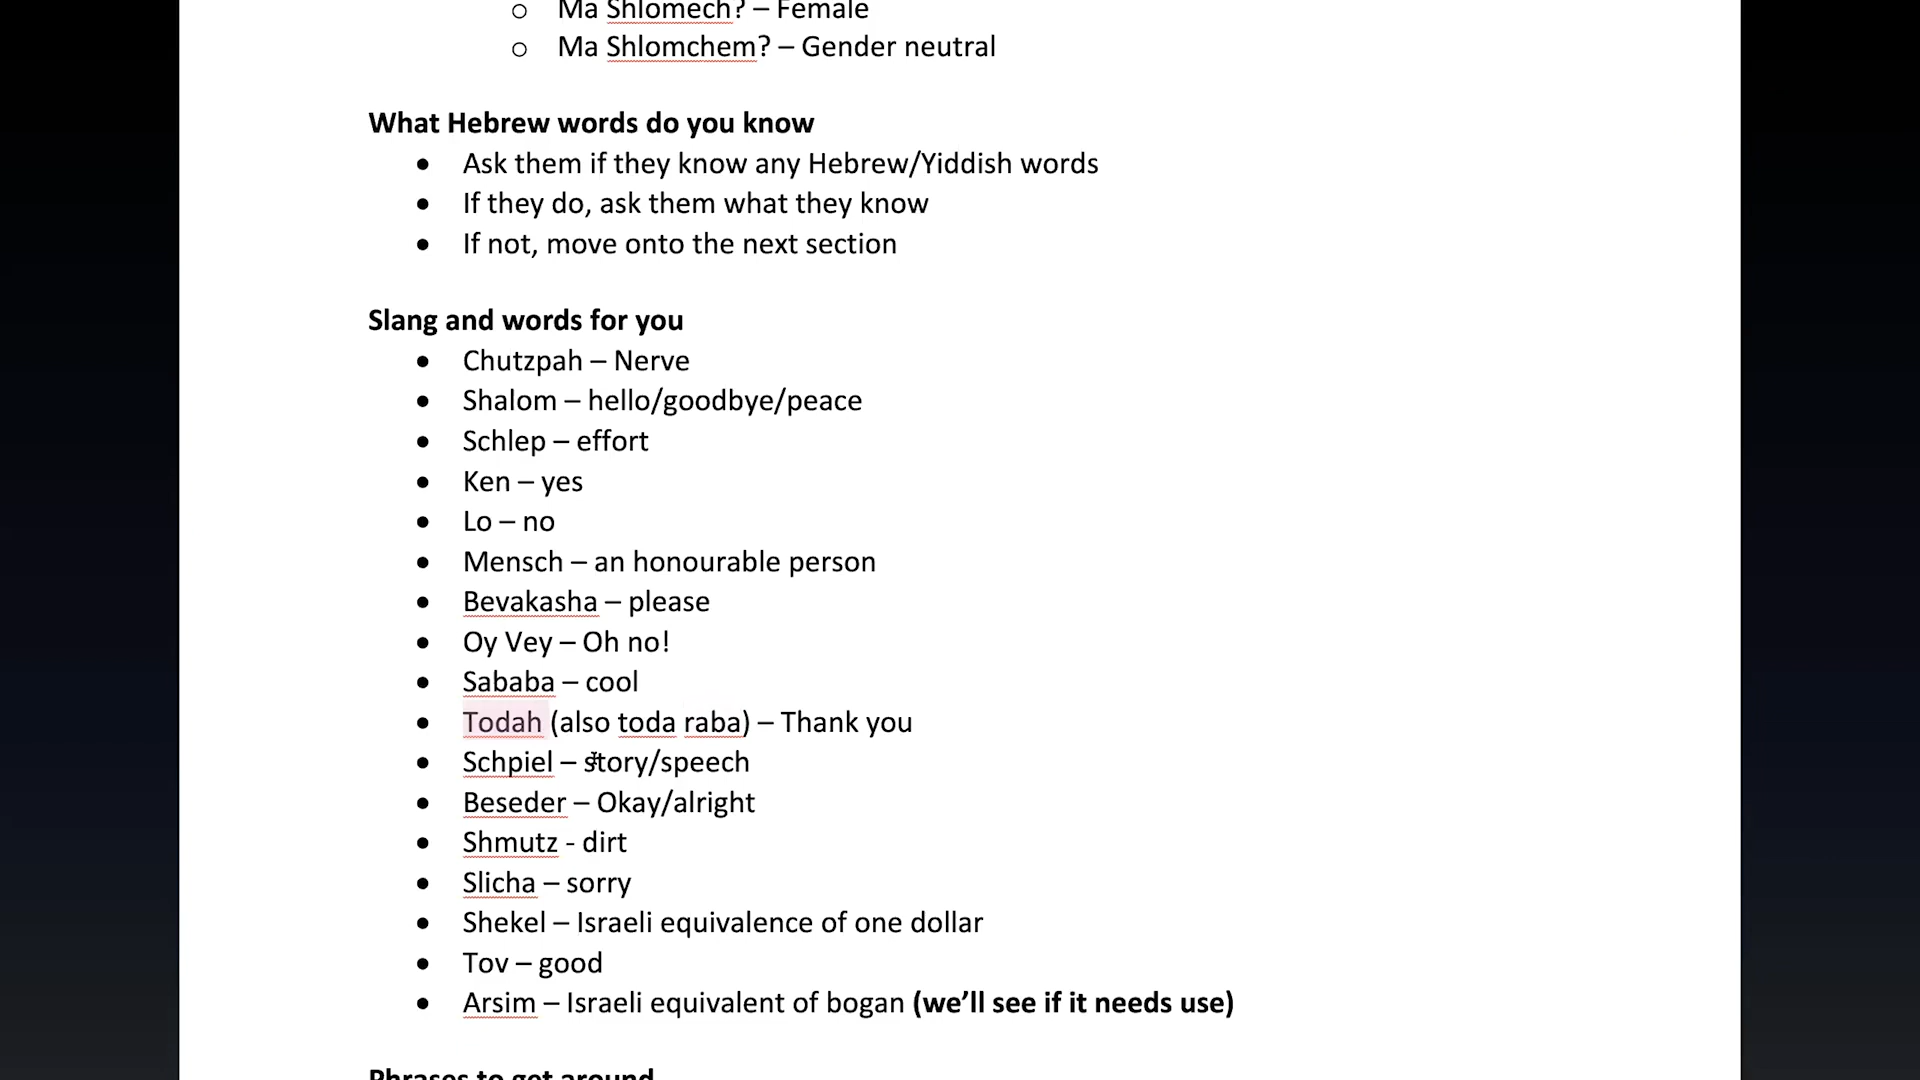 Ma Shlomech? – Female
Ma Shlomchem? – Gender neutral
What Hebrew words do you know
Ask them if they know any Hebrew/Yiddish words
If they do, ask them what they know
If not, move onto the next section
Slang and words for you
Chutzpah – Nerve
Shalom – hello/goodbye/peace
Schlep – effort
Ken – yes
Lo – no
Mensch – an honourable person
Bevakasha – please
Oy Vey – Oh no!
Sababa – cool
Todah (also toda raba) – Thank you
Schpiel – story/speech
Beseder – Okay/alright
Shmutz - dirt
Slicha – sorry
Shekel – Israeli equivalence of one dollar
Tov – good
Arsim – Israeli equivalent of bogan (we’ll see if it needs use)
Phrases to get around